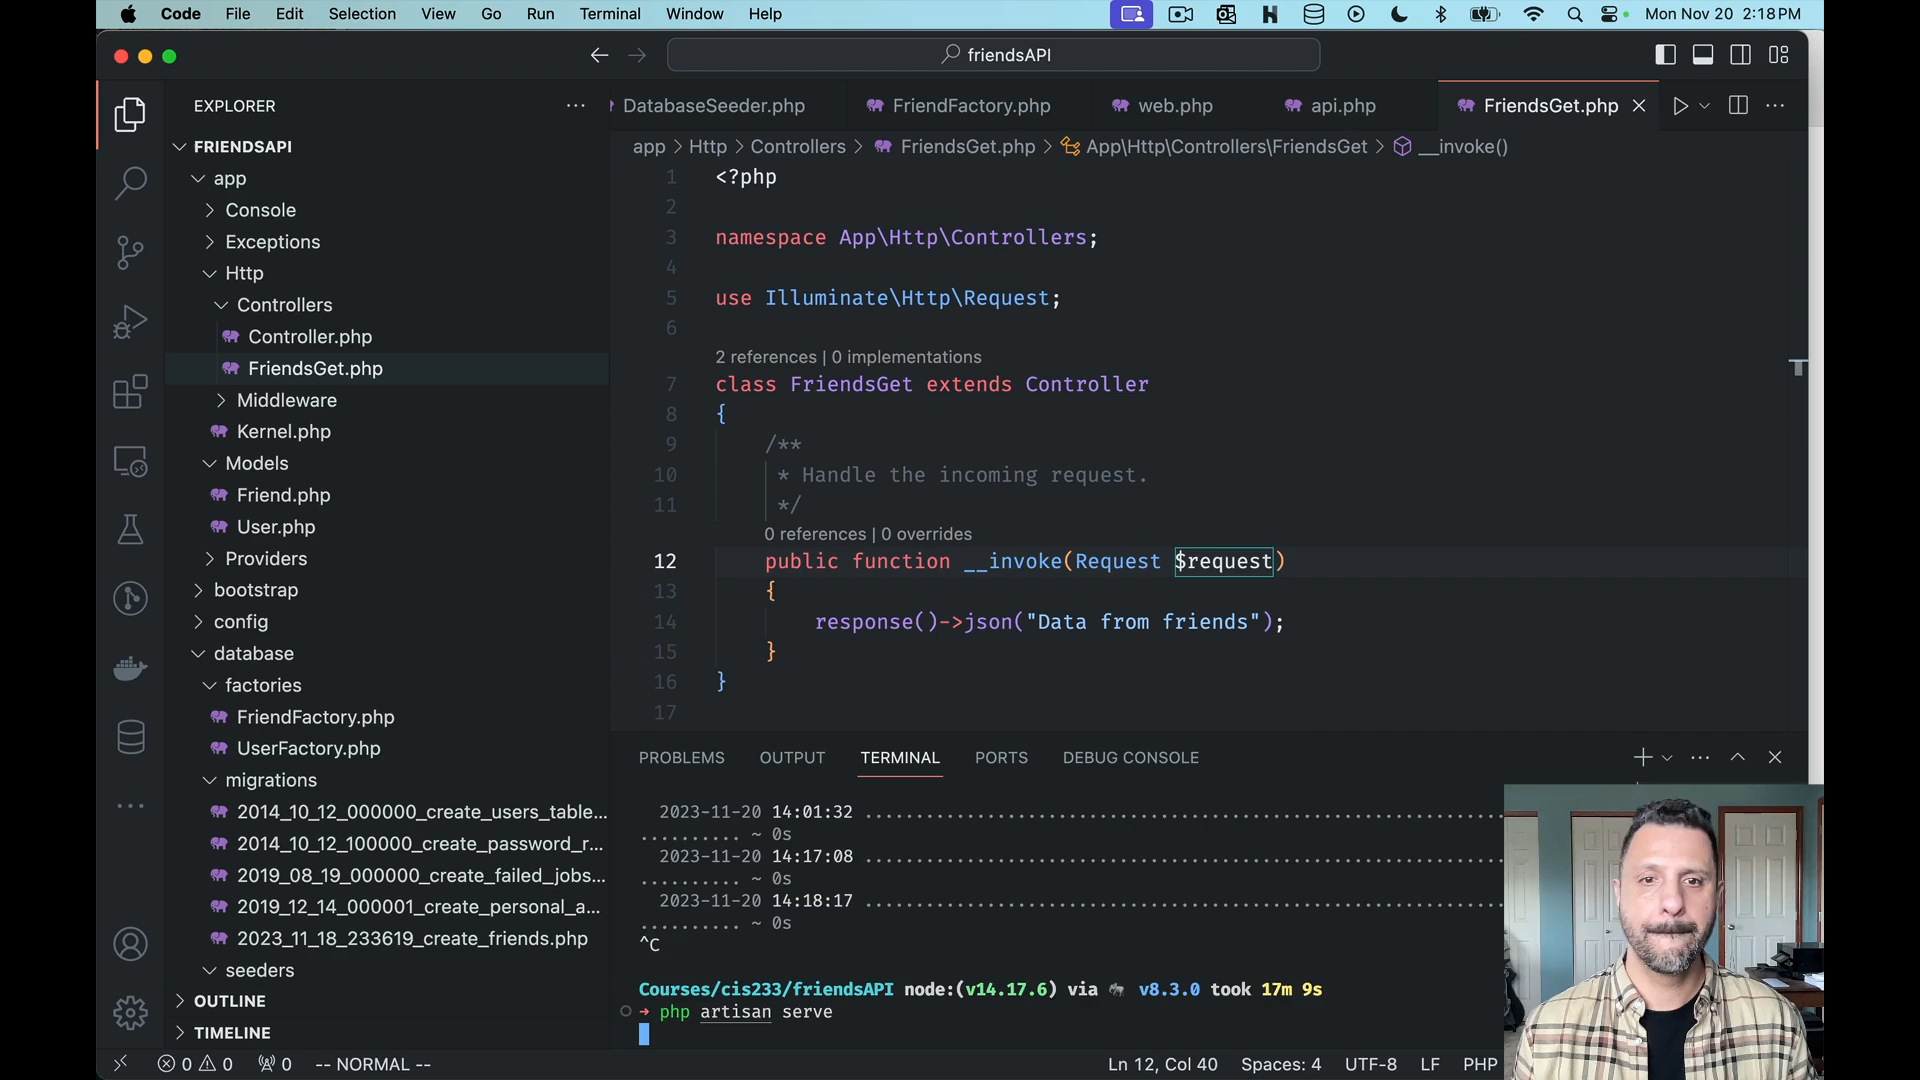 Code File Edit Selection View Go Run Terminal Window Help Mon Nov 20 2:18 PM
friendsAPI
EXPLORER
DatabaseSeeder.php FriendFactory.php web.php api.php FriendsGet.php
app > Http > Controllers > FriendsGet.php > App\Http\Controllers\FriendsGet > __invoke()
FRIENDSAPI
app
Console
Exceptions
Http
Controllers
Controller.php
FriendsGet.php
Middleware
Kernel.php
Models
Friend.php
User.php
Providers
bootstrap
config
database
factories
FriendFactory.php
UserFactory.php
migrations
2014_10_12_000000_create_users_table...
2014_10_12_100000_create_password_r...
2019_08_19_000000_create_failed_jobs...
2019_12_14_000001_create_personal_a...
2023_11_18_233619_create_friends.php
seeders
OUTLINE
TIMELINE
1 <?php
2
3 namespace App\Http\Controllers;
4
5 use Illuminate\Http\Request;
6
2 references | 0 implementations
7 class FriendsGet extends Controller
8 {
9 /**
10 * Handle the incoming request.
11 */
0 references | 0 overrides
12 public function __invoke(Request $request)
13 {
14 response()->json("Data from friends");
15 }
16 }
17
PROBLEMS OUTPUT TERMINAL PORTS DEBUG CONSOLE
2023-11-20 14:01:32 ....................................................
.......... ~ 0s
2023-11-20 14:17:08 ....................................................
.......... ~ 0s
2023-11-20 14:18:17 ....................................................
.......... ~ 0s
^C
Courses/cis233/friendsAPI node:(v14.17.6) via 🐘 v8.3.0 took 17m 9s
➜ php artisan serve
0 0 0 -- NORMAL -- Ln 12, Col 40 Spaces: 4 UTF-8 LF PHP